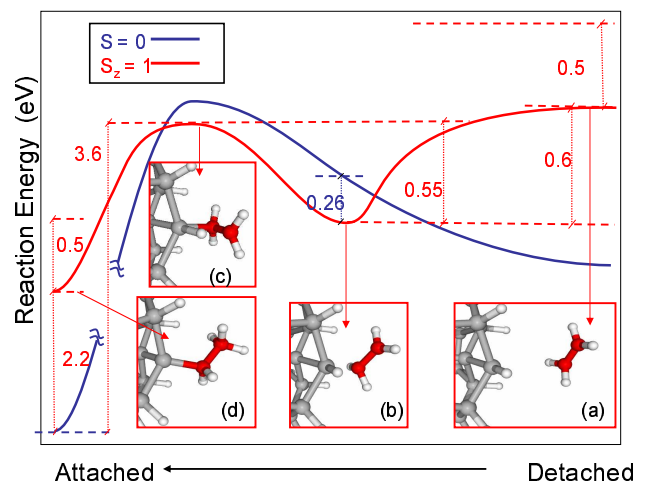 S = 0
S_z = 1
0.5
3.6
0.6
0.55
0.26
0.5
2.2
(c)
(d)
(b)
(a)
Reaction Energy (eV)
Attached
Detached